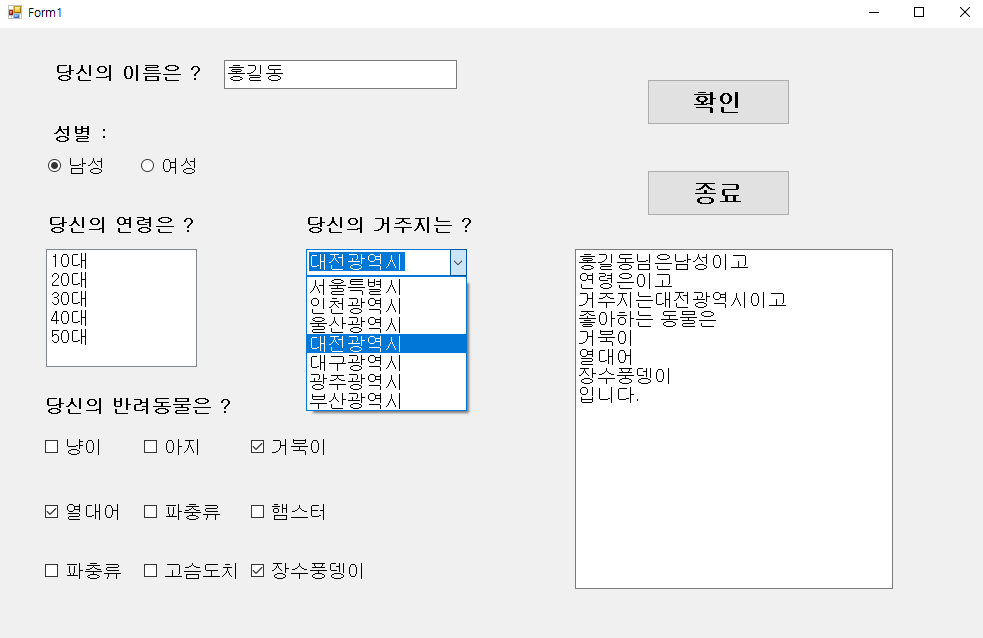 Form1
당신의 이름은 ?
홍길동
확인
성별 :
남성
여성
종료
당신의 연령은 ?
10대
20대
30대
40대
50대
당신의 거주지는 ?
대전광역시
서울특별시
인천광역시
울산광역시
대전광역시
대구광역시
광주광역시
부산광역시
홍길동님은남성이고
연령은이고
거주지는대전광역시이고
좋아하는 동물은
거북이
열대어
장수풍뎅이
입니다.
당신의 반려동물은 ?
냥이
아지
거북이
열대어
파충류
햄스터
파충류
고슴도치
장수풍뎅이